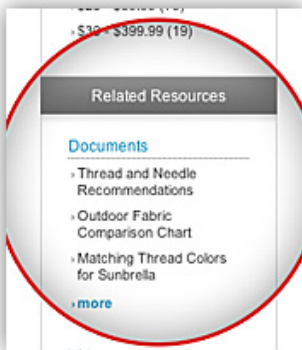 $30 - $399.99 (19)
Related Resources
Documents
Thread and Needle
Recommendations
Outdoor Fabric
Comparison Chart
Matching Thread Colors
for Sunbrella
more